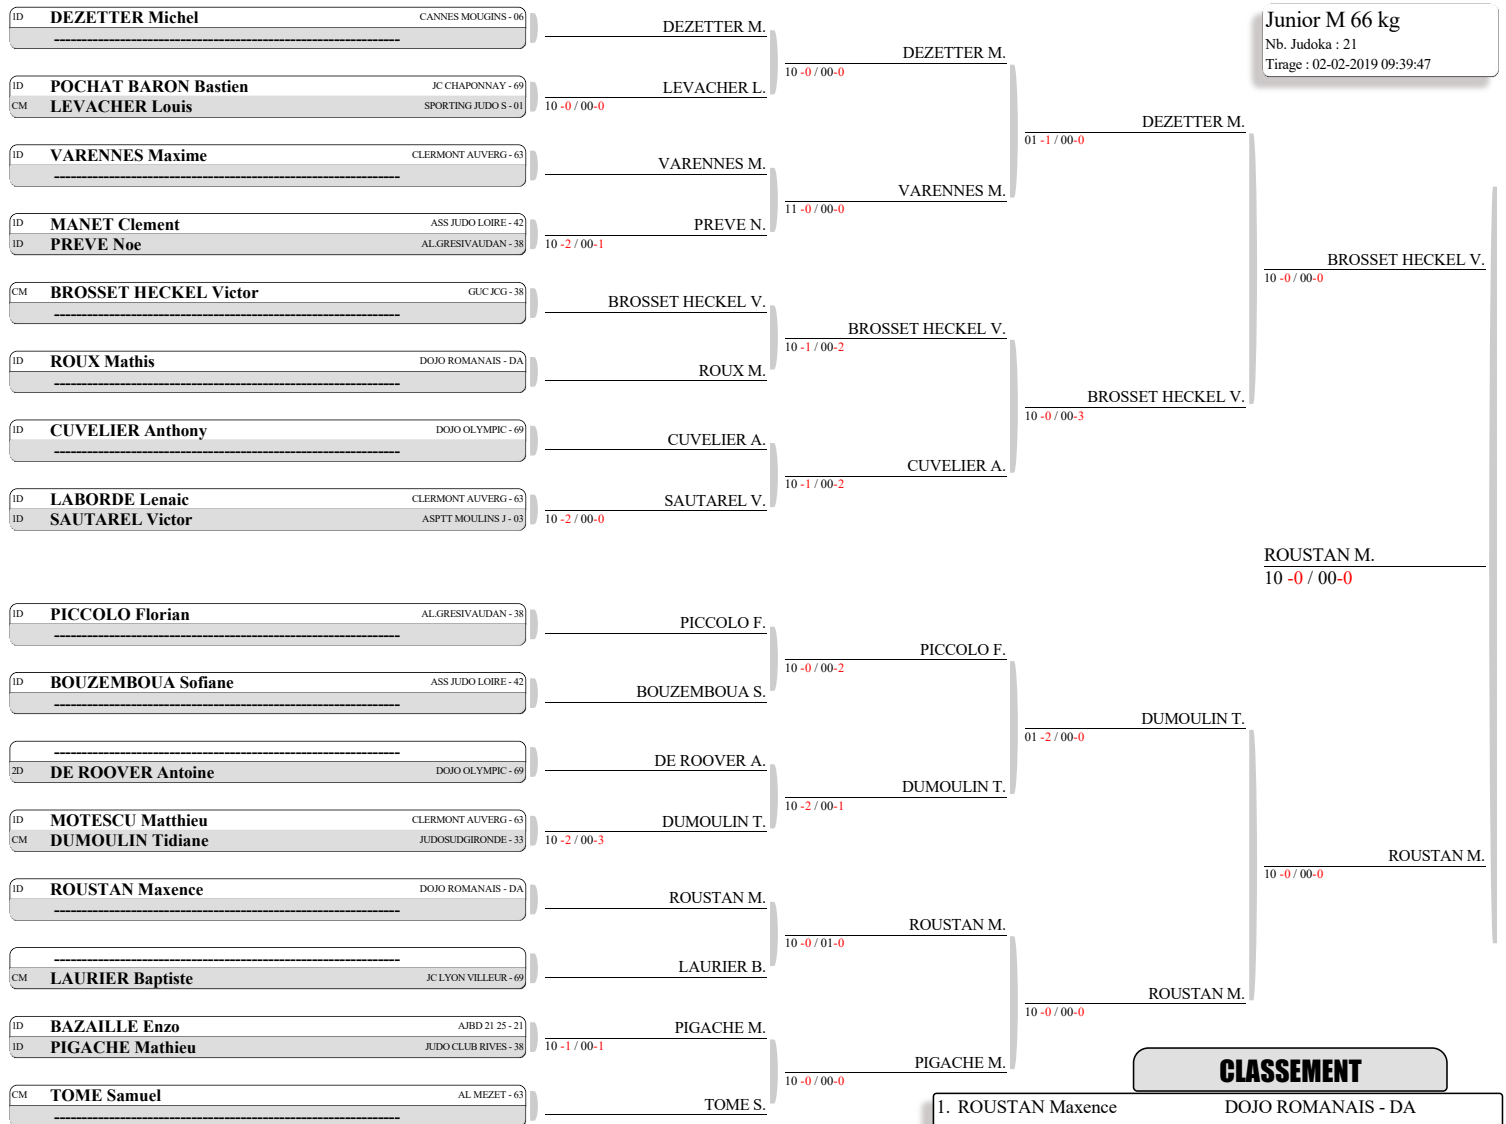 Junior M 66 kg
Nb. Judoka : 21
Tirage : 02-02-2019 09:39:47
1D DEZETTER Michel CANNES MOUGINS - 06
------------------------------------------------------------
1D POCHAT BARON Bastien JC CHAPONNAY - 69
CM LEVACHER Louis SPORTING JUDO S - 01
1D VARENNES Maxime CLERMONT AUVERG - 63
------------------------------------------------------------
1D MANET Clement ASS JUDO LOIRE - 42
1D PREVE Noe AL.GRESIVAUDAN - 38
CM BROSSET HECKEL Victor GUC JCG - 38
------------------------------------------------------------
1D ROUX Mathis DOJO ROMANAIS - DA
------------------------------------------------------------
1D CUVELIER Anthony DOJO OLYMPIC - 69
------------------------------------------------------------
1D LABORDE Lenaic CLERMONT AUVERG - 63
1D SAUTAREL Victor ASPTT MOULINS J - 03
1D PICCOLO Florian AL.GRESIVAUDAN - 38
------------------------------------------------------------
1D BOUZEMBOUA Sofiane ASS JUDO LOIRE - 42
------------------------------------------------------------
------------------------------------------------------------
2D DE ROOVER Antoine DOJO OLYMPIC - 69
1D MOTESCU Matthieu CLERMONT AUVERG - 63
CM DUMOULIN Tidiane JUDOSUDGIRONDE - 33
1D ROUSTAN Maxence DOJO ROMANAIS - DA
------------------------------------------------------------
------------------------------------------------------------
CM LAURIER Baptiste JC LYON VILLEUR - 69
1D BAZAILLE Enzo AJBD 21 25 - 21
1D PIGACHE Mathieu JUDO CLUB RIVES - 38
CM TOME Samuel AL MEZET - 63
------------------------------------------------------------
DEZETTER M.
LEVACHER L.
10 -0 / 00-0
VARENNES M.
PREVE N.
10 -2 / 00-1
BROSSET HECKEL V.
ROUX M.
CUVELIER A.
SAUTAREL V.
10 -2 / 00-0
PICCOLO F.
BOUZEMBOUA S.
DE ROOVER A.
DUMOULIN T.
10 -2 / 00-3
ROUSTAN M.
LAURIER B.
PIGACHE M.
10 -1 / 00-1
TOME S.
DEZETTER M.
10 -0 / 00-0
VARENNES M.
11 -0 / 00-0
BROSSET HECKEL V.
10 -1 / 00-2
CUVELIER A.
10 -1 / 00-2
PICCOLO F.
10 -0 / 00-2
DUMOULIN T.
10 -2 / 00-1
ROUSTAN M.
10 -0 / 01-0
PIGACHE M.
10 -0 / 00-0
DEZETTER M.
01 -1 / 00-0
BROSSET HECKEL V.
10 -0 / 00-3
DUMOULIN T.
01 -2 / 00-0
ROUSTAN M.
10 -0 / 00-0
BROSSET HECKEL V.
10 -0 / 00-0
ROUSTAN M.
10 -0 / 00-0
ROUSTAN M.
10 -0 / 00-0
CLASSEMENT
1. ROUSTAN Maxence DOJO ROMANAIS - DA